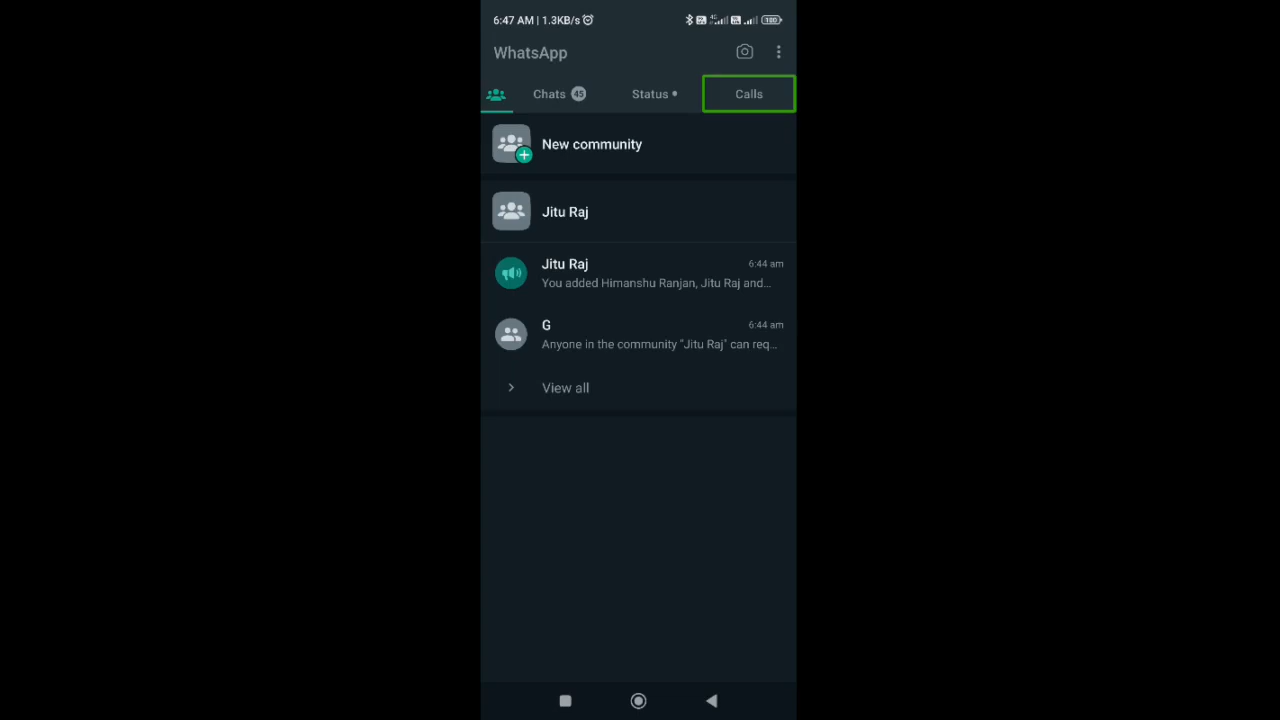 6:47 AM | 1.3KB/s
100
WhatsApp
Chats 45 Status • Calls
New community
Jitu Raj
Jitu Raj 6:44 am
You added Himanshu Ranjan, Jitu Raj and...
G 6:44 am
Anyone in the community "Jitu Raj" can req...
View all